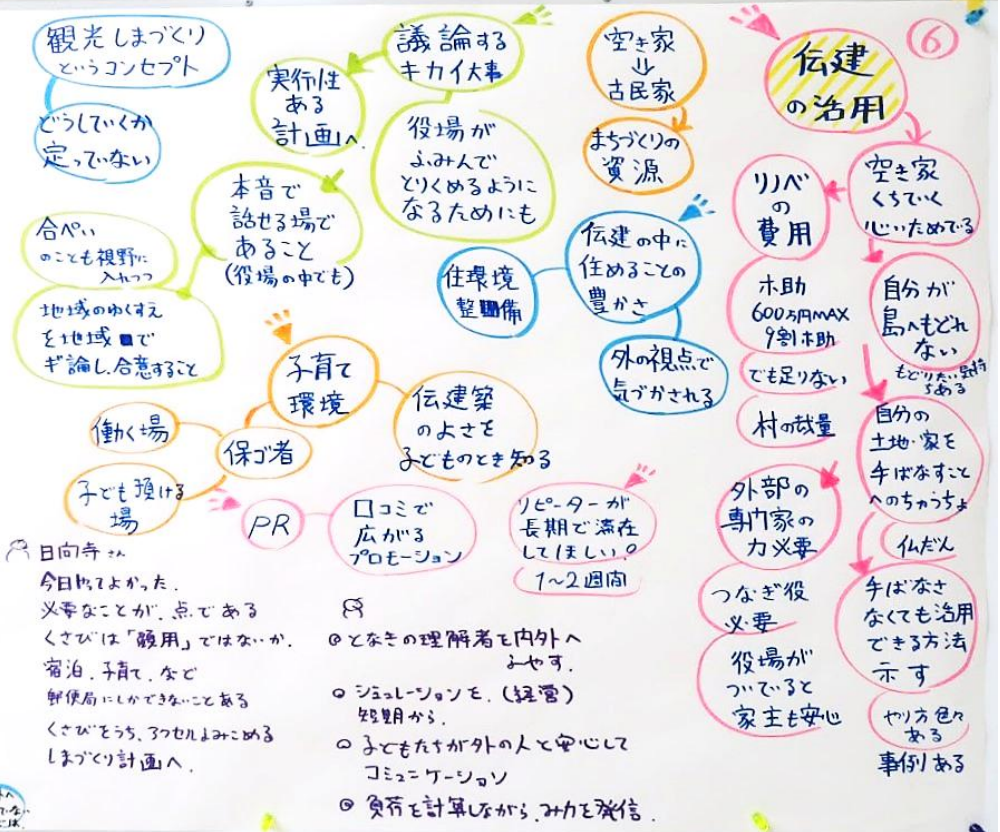 ⑥
伝建
の活用
空き家
くちていく
心いためてる
リノベ
の
費用
補助
600万円MAX
9割補助
でも足りない
村の裁量
自分が
島へもどれ
ない
もどりたい気持
ちある
自分の
土地・家を
手ばなすこと
へのちゅうちょ
仏だん
外部の
専門家の
力必要
つなぎ役
必要
役場が
ついていると
家主も安心
手ばなさ
なくても活用
できる方法
示す
やり方色々
ある
事例ある
空き家
⇓
古民家
まちづくりの
資源
伝建の中に
住めることの
豊かさ
住環境
整備
外の視点で
気づかされる
議論する
キカイ大事
実行性
ある
計画へ
役場が
ふみんで
とりくめるように
なるためにも
本音で
話せる場で
あること
(役場の中でも)
合ぺい
のことも視野に
入れつつ
地域のゆくすえ
を地域で
ギ論し、合意すること
観光しまづくり
というコンセプト
どうしていくか
定っていない
子育て
環境
伝建築
のよさを
子どものとき知る
保ゴ者
働く場
子ども預ける
場
PR
口コミで
広がる
プロモーション
リピーターが
長期で滞在
してほしい。
1〜2週間
日向寺さん
今日やってよかった。
必要なことが、点である
くさびは「雇用」ではないか。
宿泊、子育て、など
郵便局にしかできないことある
くさびをうち、アクセルふみこめる
しまづくり計画へ。
となきの理解者を内外へ
ふやす。
シミュレーションを。(経営)
短期から。
子どもたちが外の人と安心して
コミュニケーション
負荷を計算しながら、み力を発信。